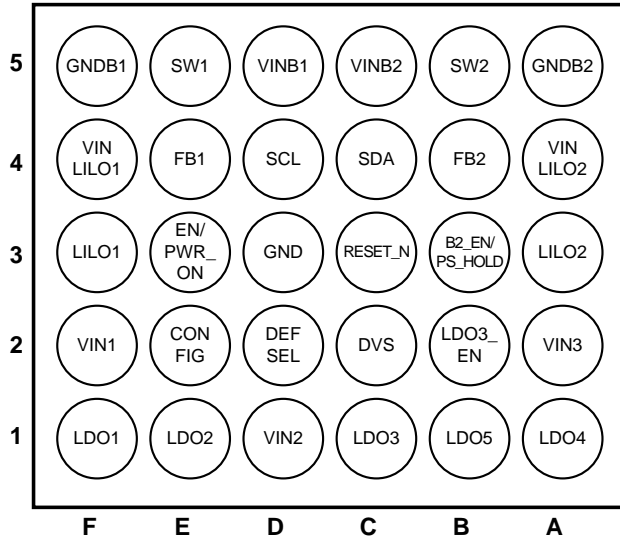 5 GNDB1 SW1 VINB1 VINB2 SW2 GNDB2
4 VIN LILO1 FB1 SCL SDA FB2 VIN LILO2
3 LILO1 EN/ PWR_ ON GND RESET_N B2_EN/ PS_HOLD LILO2
2 VIN1 CON FIG DEF SEL DVS LDO3_ EN VIN3
1 LDO1 LDO2 VIN2 LDO3 LDO5 LDO4
F E D C B A